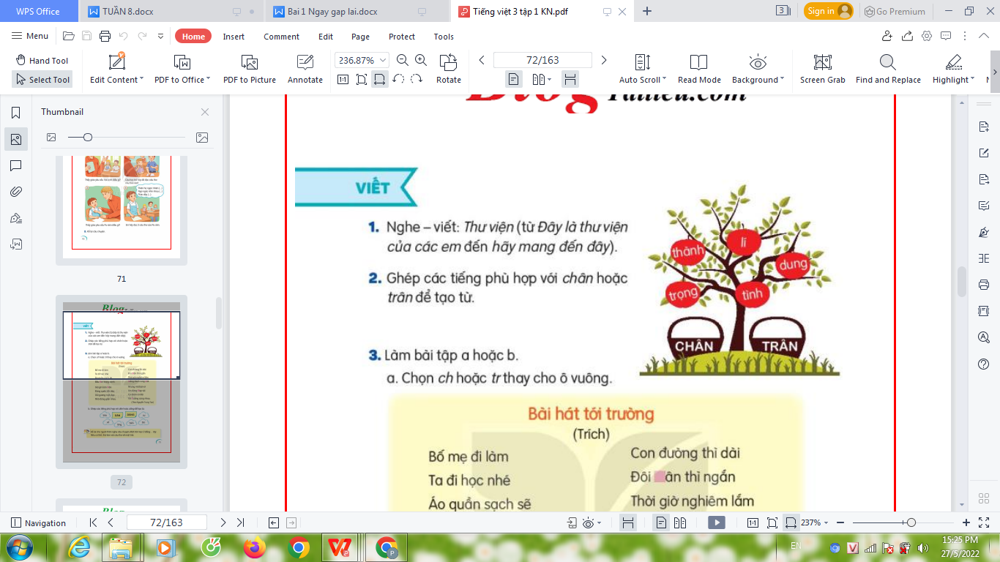 WPS Office
TUẦN 8.docx
Bai 1 Ngay gap lai.docx
Tiếng việt 3 tập 1 KN.pdf
3
Sign in
Go Premium
Menu
Home
Insert
Comment
Edit
Page
Protect
Tools
Hand Tool
Select Tool
Edit Content
PDF to Office
PDF to Picture
Annotate
236.87%
1:1
Rotate
72/163
Auto Scroll
Read Mode
Background
Screen Grab
Find and Replace
Highlight
Thumbnail
71
72
VIẾT
1. Nghe – viết: Thư viện (từ Đây là thư viện
của các em đến hãy mang đến đây).
2. Ghép các tiếng phù hợp với chân hoặc
trân để tạo từ.
thành
lí
dung
trọng
tình
CHÂN
TRÂN
3. Làm bài tập a hoặc b.
a. Chọn ch hoặc tr thay cho ô vuông.
Bài hát tới trường
(Trích)
Bố mẹ đi làm
Ta đi học nhé
Áo quần sạch sẽ
Con đường thì dài
Đôi ân thì ngắn
Thời giờ nghiêm lắm
Navigation
72/163
1:1
237%
EN
15:25 PM
27/5/2022